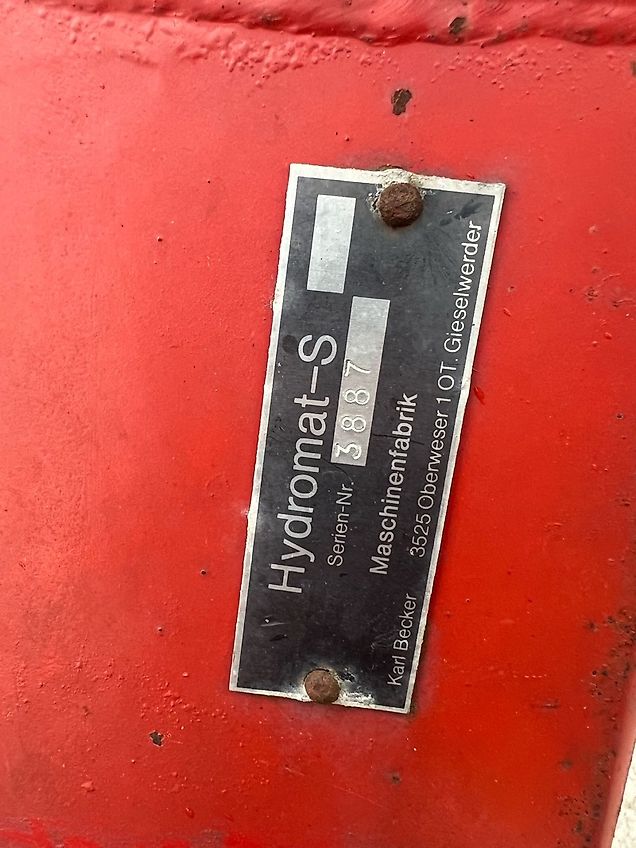 Hydromat-S
Serien-Nr. 3887
Maschinenfabrik
Karl Becker 3525 Oberweser 1 OT. Gieselwerder